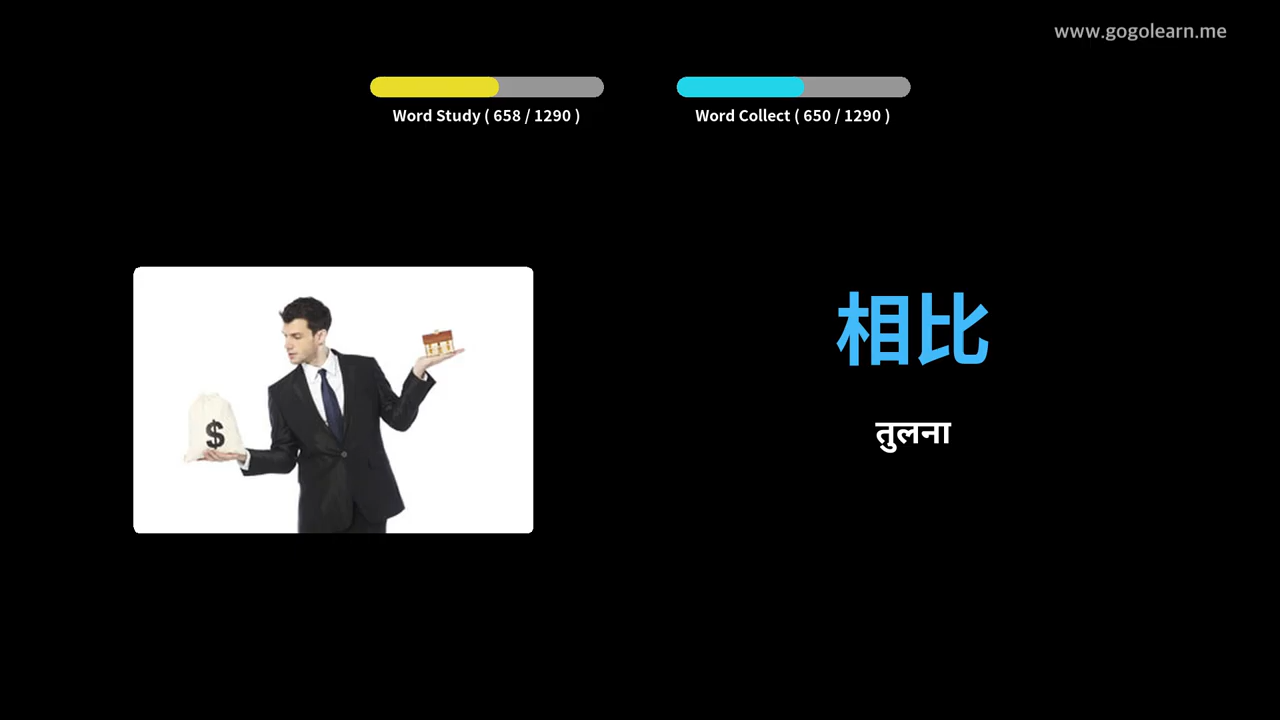 www.gogolearn.me
Word Study ( 658 / 1290 )
Word Collect ( 650 / 1290 )
$
相比
तुलना